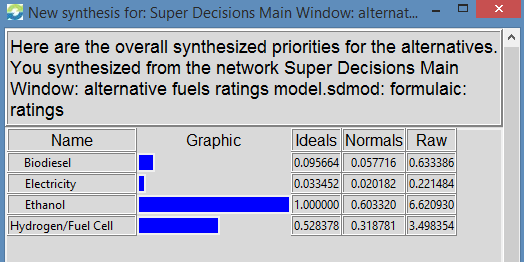 New synthesis for: Super Decisions Main Window: alternat...
Here are the overall synthesized priorities for the alternatives.
You synthesized from the network Super Decisions Main
Window: alternative fuels ratings model.sdmod: formulaic:
ratings
Name Graphic Ideals Normals Raw
Biodiesel 0.095664 0.057716 0.633386
Electricity 0.033452 0.020182 0.221484
Ethanol 1.000000 0.603320 6.620930
Hydrogen/Fuel Cell 0.528378 0.318781 3.498354